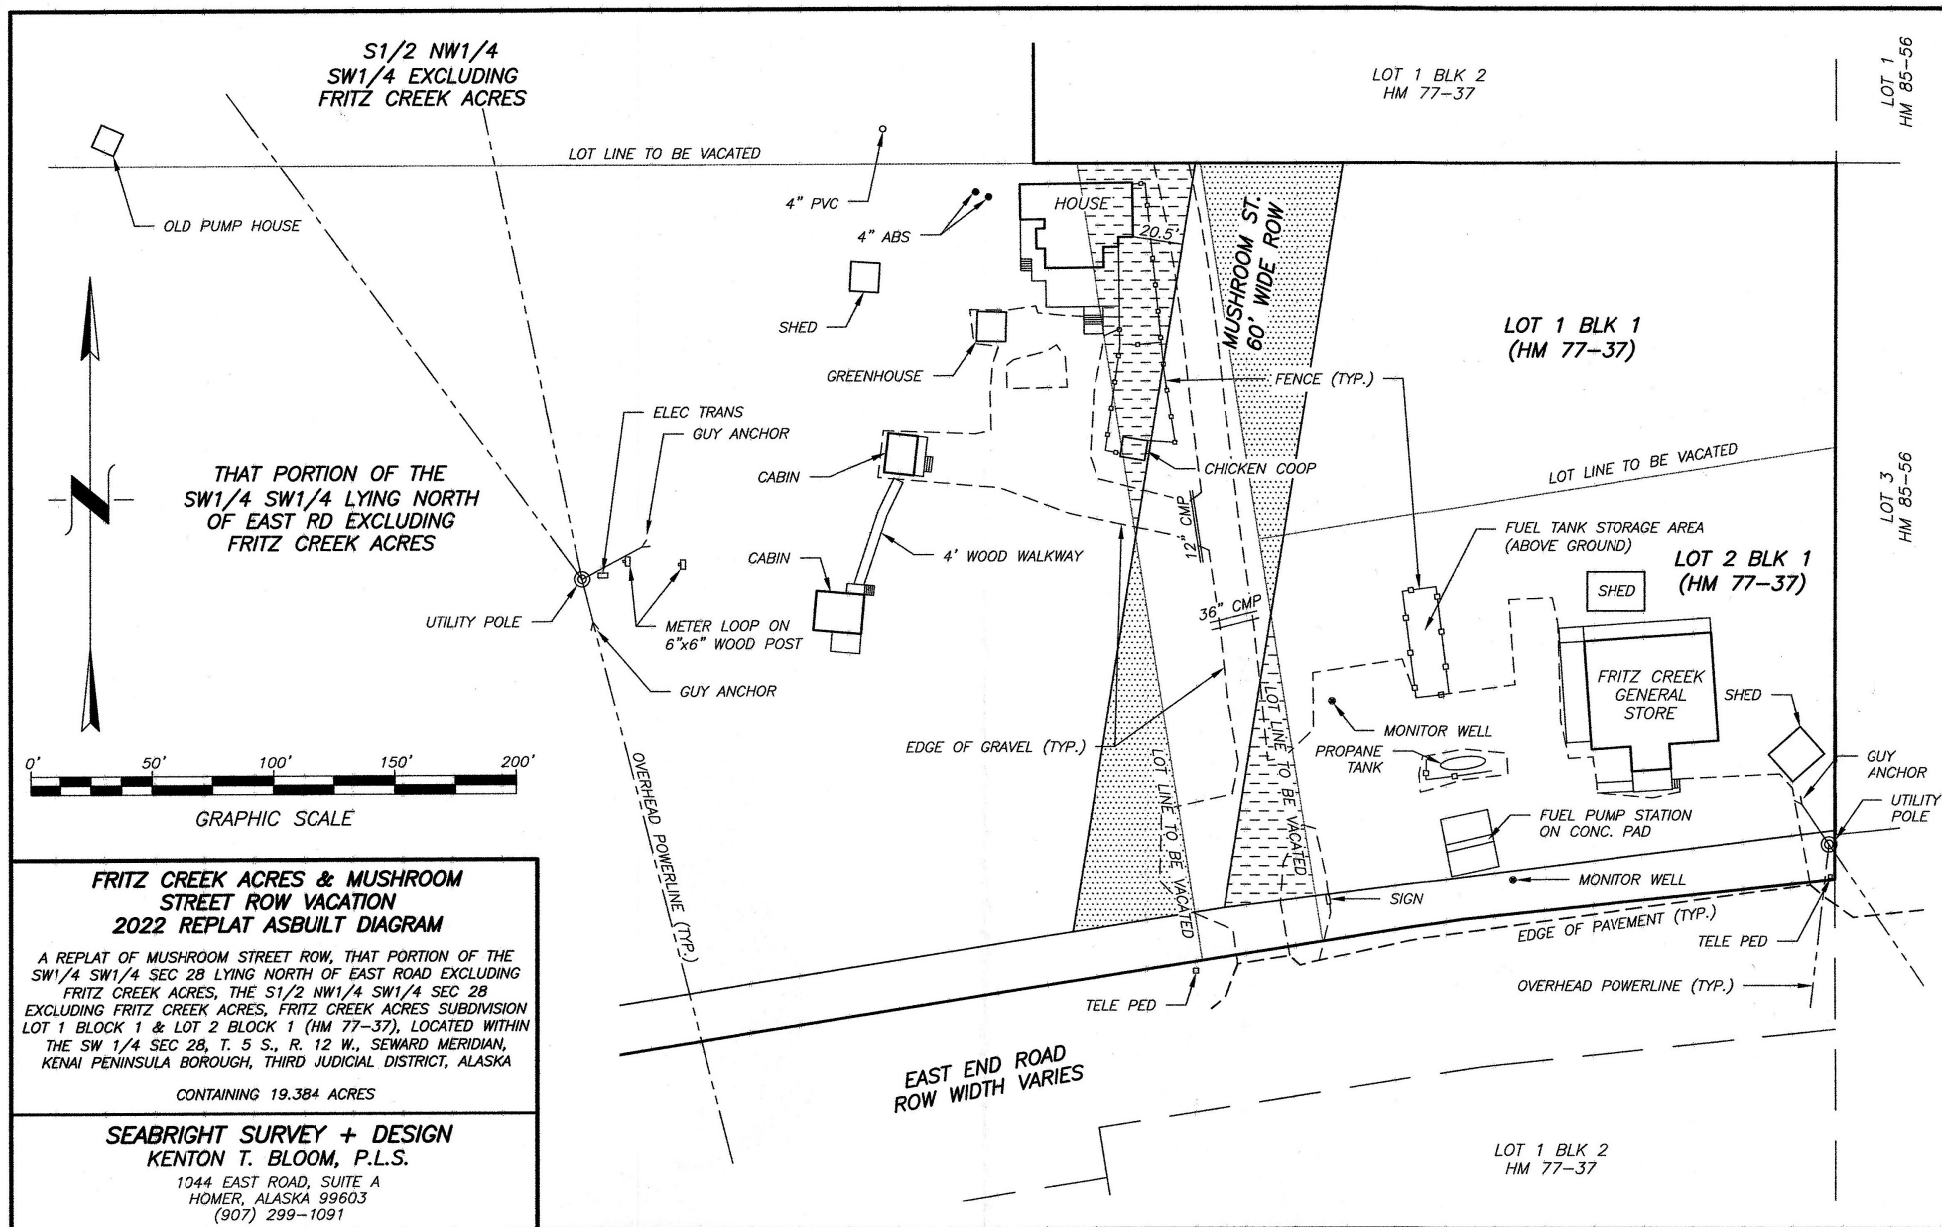 S1/2 NW1/4
SW1/4 EXCLUDING
FRITZ CREEK ACRES
LOT 1 BLK 2
HM 77-37
LOT 1
HM 85-56
LOT LINE TO BE VACATED
OLD PUMP HOUSE
4" PVC
4" ABS
HOUSE
20.5'
MUSHROOM ST.
60' WIDE ROW
SHED
GREENHOUSE
LOT 1 BLK 1
(HM 77-37)
FENCE (TYP.)
ELEC TRANS
GUY ANCHOR
CABIN
CHICKEN COOP
LOT LINE TO BE VACATED
LOT 3
HM 85-56
THAT PORTION OF THE
SW1/4 SW1/4 LYING NORTH
OF EAST RD EXCLUDING
FRITZ CREEK ACRES
12" CMP
FUEL TANK STORAGE AREA
(ABOVE GROUND)
LOT 2 BLK 1
(HM 77-37)
CABIN
4' WOOD WALKWAY
SHED
UTILITY POLE
METER LOOP ON
6"x6" WOOD POST
36" CMP
GUY ANCHOR
FRITZ CREEK
GENERAL
STORE
SHED
MONITOR WELL
EDGE OF GRAVEL (TYP.)
PROPANE
TANK
GUY
ANCHOR
UTILITY
POLE
LOT LINE TO BE VACATED
LOT LINE TO BE VACATED
OVERHEAD POWERLINE (TYP.)
0' 50' 100' 150' 200'
GRAPHIC SCALE
FUEL PUMP STATION
ON CONC. PAD
MONITOR WELL
SIGN
EDGE OF PAVEMENT (TYP.)
TELE PED
OVERHEAD POWERLINE (TYP.)
TELE PED
EAST END ROAD
ROW WIDTH VARIES
LOT 1 BLK 2
HM 77-37
FRITZ CREEK ACRES & MUSHROOM
STREET ROW VACATION
2022 REPLAT ASBUILT DIAGRAM
A REPLAT OF MUSHROOM STREET ROW, THAT PORTION OF THE
SW1/4 SW1/4 SEC 28 LYING NORTH OF EAST ROAD EXCLUDING
FRITZ CREEK ACRES, THE S1/2 NW1/4 SW1/4 SEC 28
EXCLUDING FRITZ CREEK ACRES, FRITZ CREEK ACRES SUBDIVISION
LOT 1 BLOCK 1 & LOT 2 BLOCK 1 (HM 77-37), LOCATED WITHIN
THE SW 1/4 SEC 28, T. 5 S., R. 12 W., SEWARD MERIDIAN,
KENAI PENINSULA BOROUGH, THIRD JUDICIAL DISTRICT, ALASKA
CONTAINING 19.384 ACRES
SEABRIGHT SURVEY + DESIGN
KENTON T. BLOOM, P.L.S.
1044 EAST ROAD, SUITE A
HOMER, ALASKA 99603
(907) 299-1091